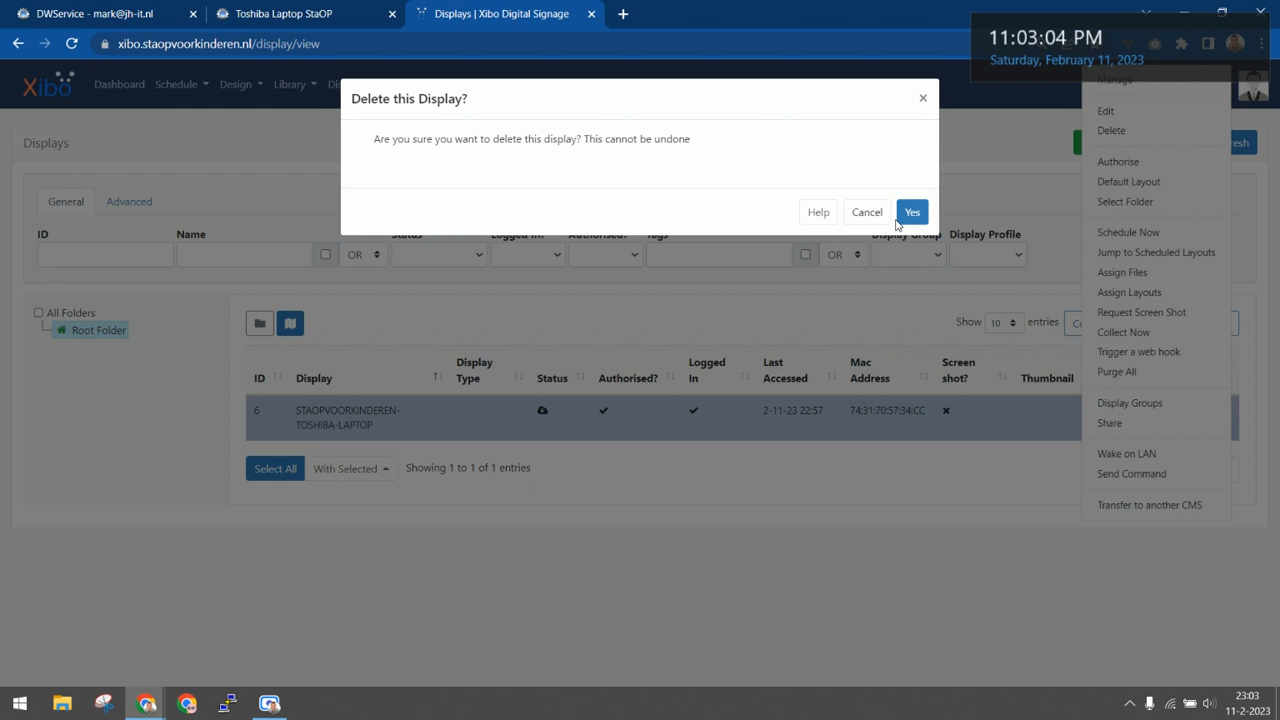 DWService - mark@jh-it.nl
Toshiba Laptop StaOP
Displays | Xibo Digital Signage
11:03:04 PM
Saturday, February 11, 2023
xibo.staopvoorkinderen.nl/display/view
Xibo
Dashboard
Schedule
Design
Library
Manage
Delete this Display?
Are you sure you want to delete this display? This cannot be undone
Help
Cancel
Yes
Displays
General
Advanced
ID
Name
OR
Tags
OR
Display Profile
All Folders
Root Folder
Show 10 entries
ID
Display
Display Type
Status
Authorised?
Logged In
Last Accessed
Mac Address
Screen shot?
Thumbnail
6
STAOPVOORKINDEREN-
TOSHIBA-LAPTOP
2-11-23 22:57
74:31:70:57:34:CC
Select All
With Selected
Showing 1 to 1 of 1 entries
Edit
Delete
Authorise
Default Layout
Select Folder
Schedule Now
Jump to Scheduled Layouts
Assign Files
Assign Layouts
Request Screen Shot
Collect Now
Trigger a web hook
Purge All
Display Groups
Share
Wake on LAN
Send Command
Transfer to another CMS
23:03
11-2-2023